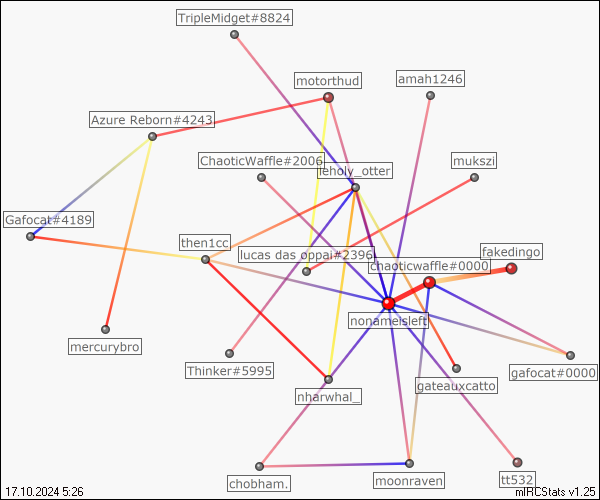 TripleMidget#8824
motorthud
amah1246
Azure Reborn#4243
ChaoticWaffle#2006
leholy_otter
mukszi
Gafocat#4189
then1cc
lucas das oppai#2396
chaoticwaffle#0000
fakedingo
nonameisleft
mercurybro
Thinker#5995
gateauxcatto
gafocat#0000
nharwhal_
chobham.
moonraven
tt532
17.10.2024 5:26
mIRCStats v1.25